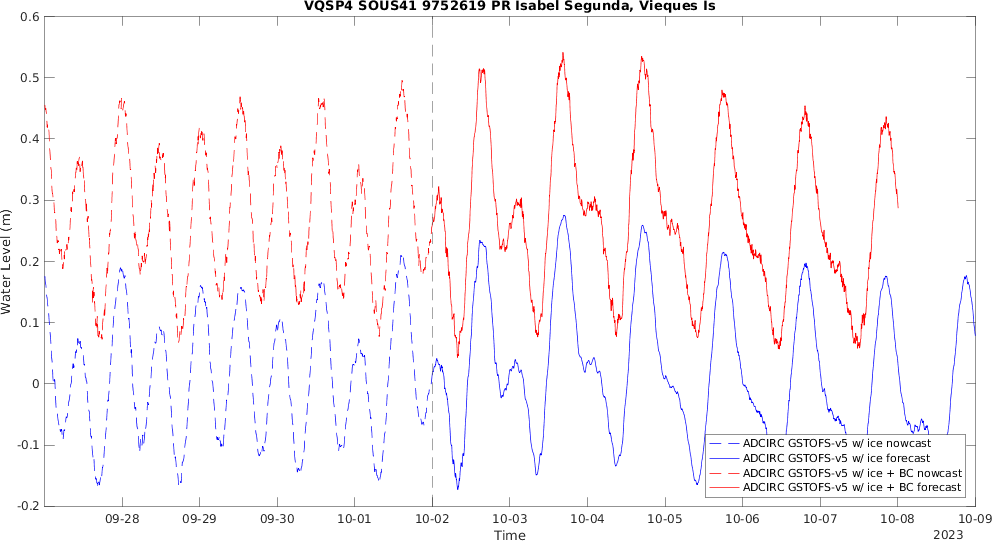 VQSP4 SOUS41 9752619 PR Isabel Segunda, Vieques Is
0.6
0.5
0.4
0.3
0.2
0.1
0
-0.1
-0.2
Water Level (m)
ADCIRC GSTOFS-v5 w/ ice nowcast
ADCIRC GSTOFS-v5 w/ ice forecast
ADCIRC GSTOFS-v5 w/ ice + BC nowcast
ADCIRC GSTOFS-v5 w/ ice + BC forecast
09-28 09-29 09-30 10-01 10-02 10-03 10-04 10-05 10-06 10-07 10-08 10-09
Time
2023